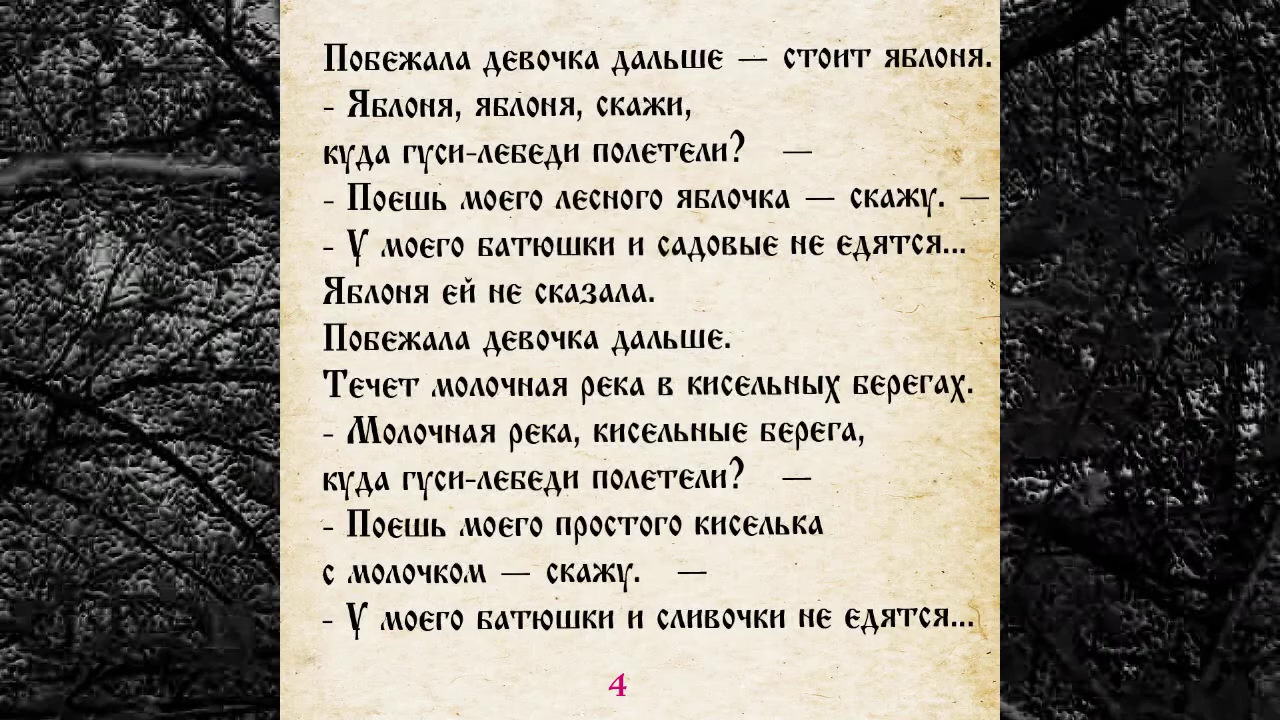 Побежала девочка дальше — стоит яблоня.
- Яблоня, яблоня, скажи,
куда гуси-лебеди полетели? —
- Поешь моего лесного яблочка — скажу. —
- У моего батюшки и садовые не едятся...
Яблоня ей не сказала.
Побежала девочка дальше.
Течет молочная река в кисельных берегах.
- Молочная река, кисельные берега,
куда гуси-лебеди полетели? —
- Поешь моего простого киселька
с молочком — скажу. —
- У моего батюшки и сливочки не едятся...
4